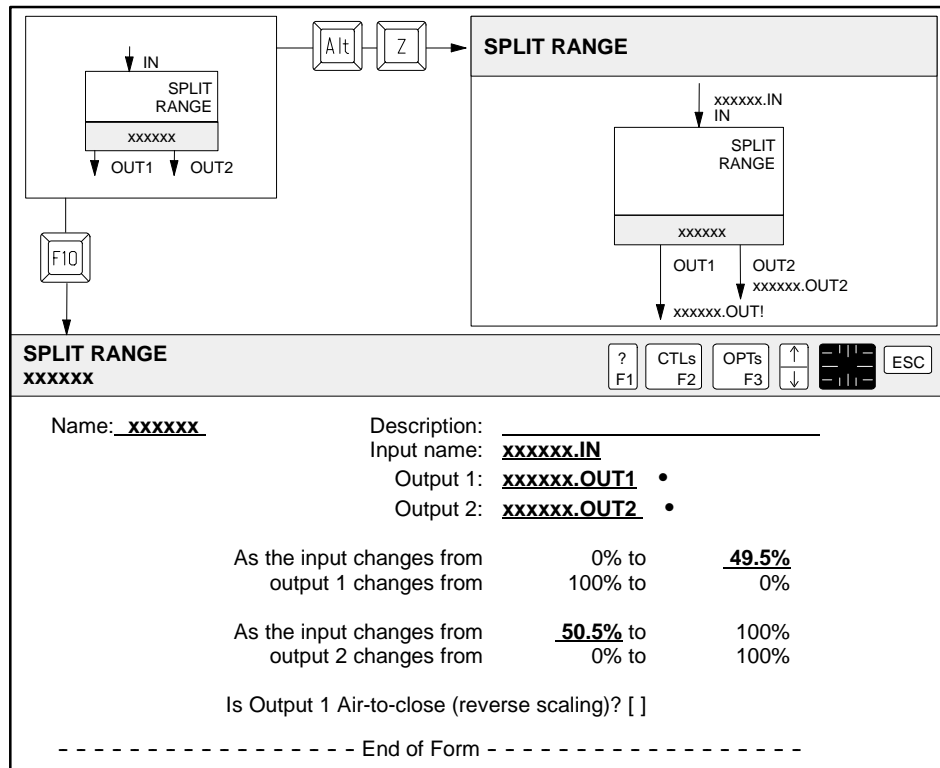 IN
SPLIT
RANGE
xxxxxx
OUT1 OUT2
Alt
Z
F10
SPLIT RANGE
xxxxxx.IN
IN
SPLIT
RANGE
xxxxxx
OUT1 OUT2
xxxxxx.OUT2
xxxxxx.OUT!
SPLIT RANGE
xxxxxx
? F1
CTLs F2
OPTs F3
↑
↓
ESC
Name: xxxxxx Description:
Input name: xxxxxx.IN
Output 1: xxxxxx.OUT1 •
Output 2: xxxxxx.OUT2 •
As the input changes from 0% to 49.5%
output 1 changes from 100% to 0%
As the input changes from 50.5% to 100%
output 2 changes from 0% to 100%
Is Output 1 Air-to-close (reverse scaling)? [ ]
- - - - - - - - - - - - - - - - - - End of Form - - - - - - - - - - - - - - - - - - -